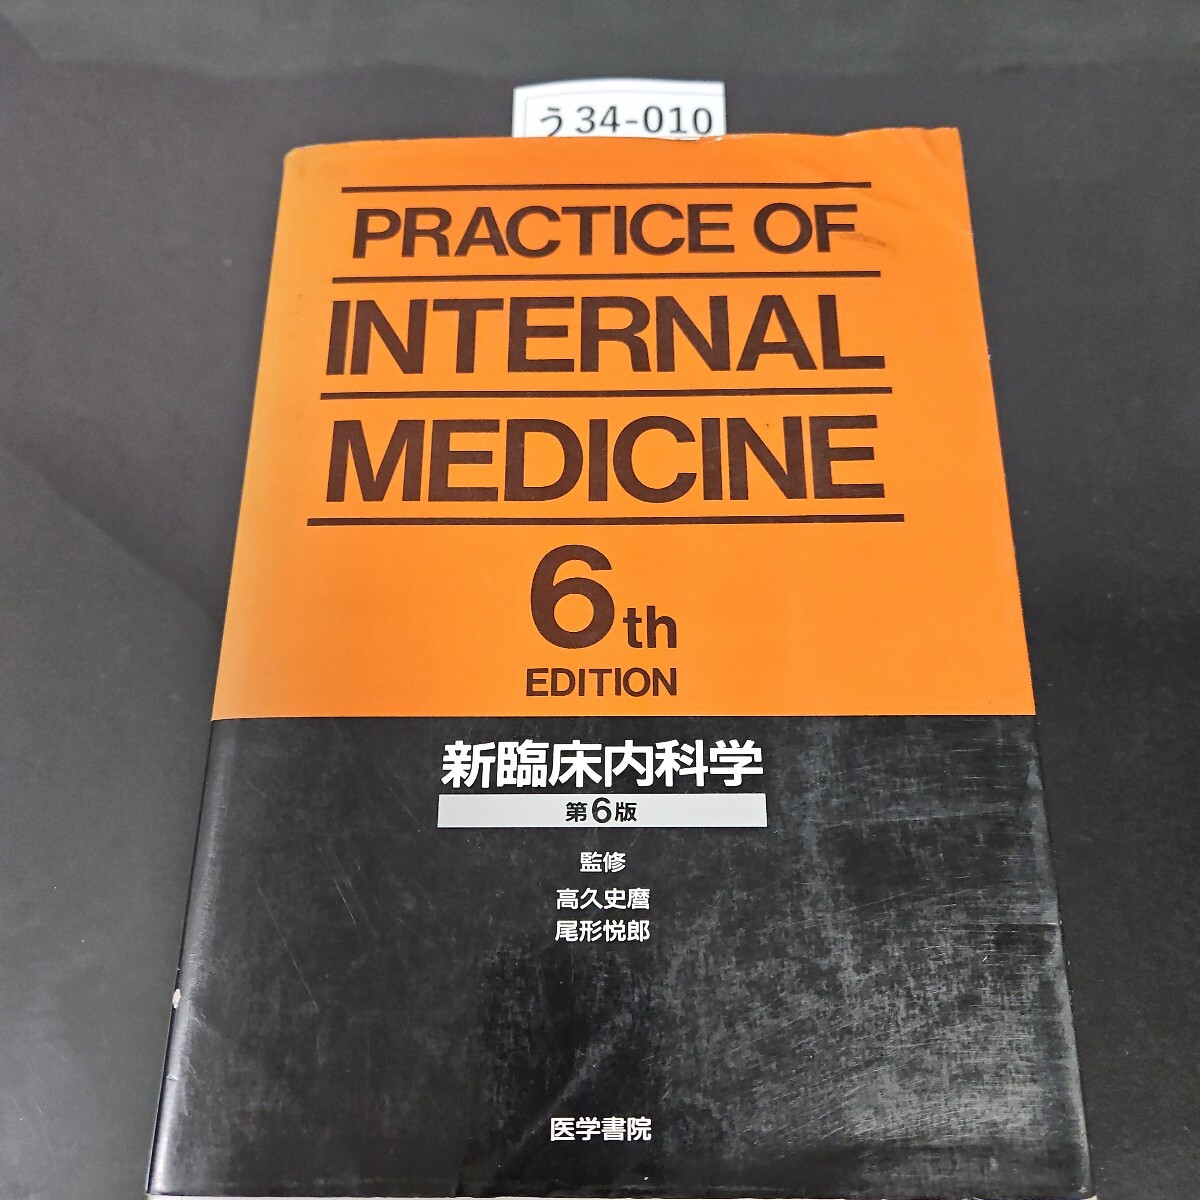 う34-010
PRACTICE OF
INTERNAL
MEDICINE
6th
EDITION
新臨床内科学
第6版
監修
高久史麿
尾形悦郎
医学書院